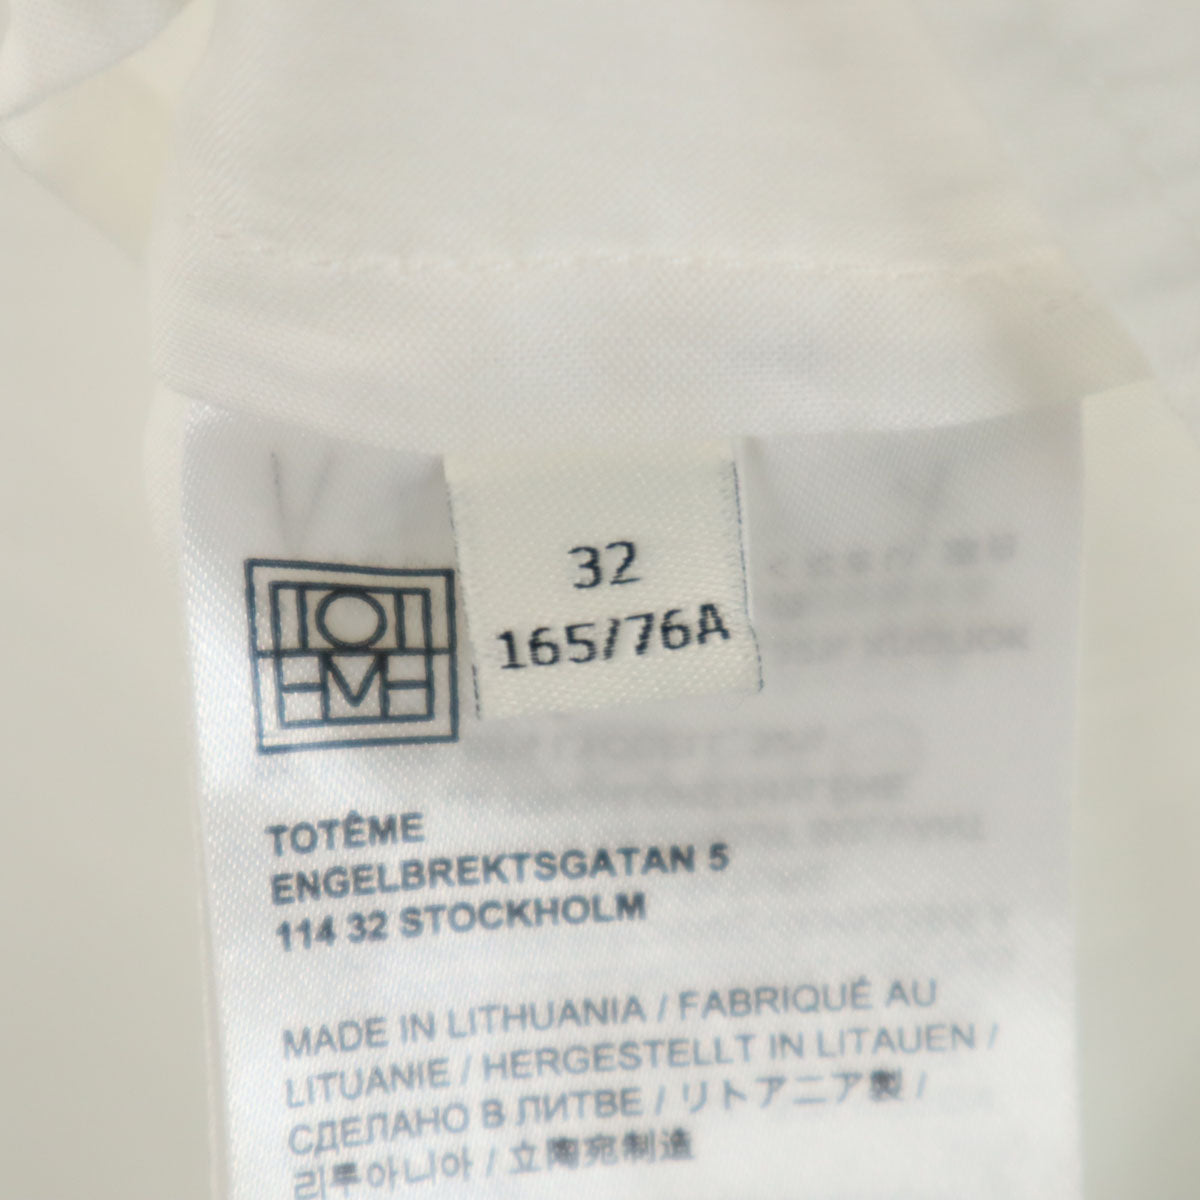 32
165/76A
TOTÊME
ENGELBREKTSGATAN 5
114 32 STOCKHOLM
MADE IN LITHUANIA / FABRIQUÉ AU
LITUANIE / HERGESTELLT IN LITAUEN /
СДЕЛАНО В ЛИТВЕ / リトアニア製 /
리투아니아 / 立陶宛制造